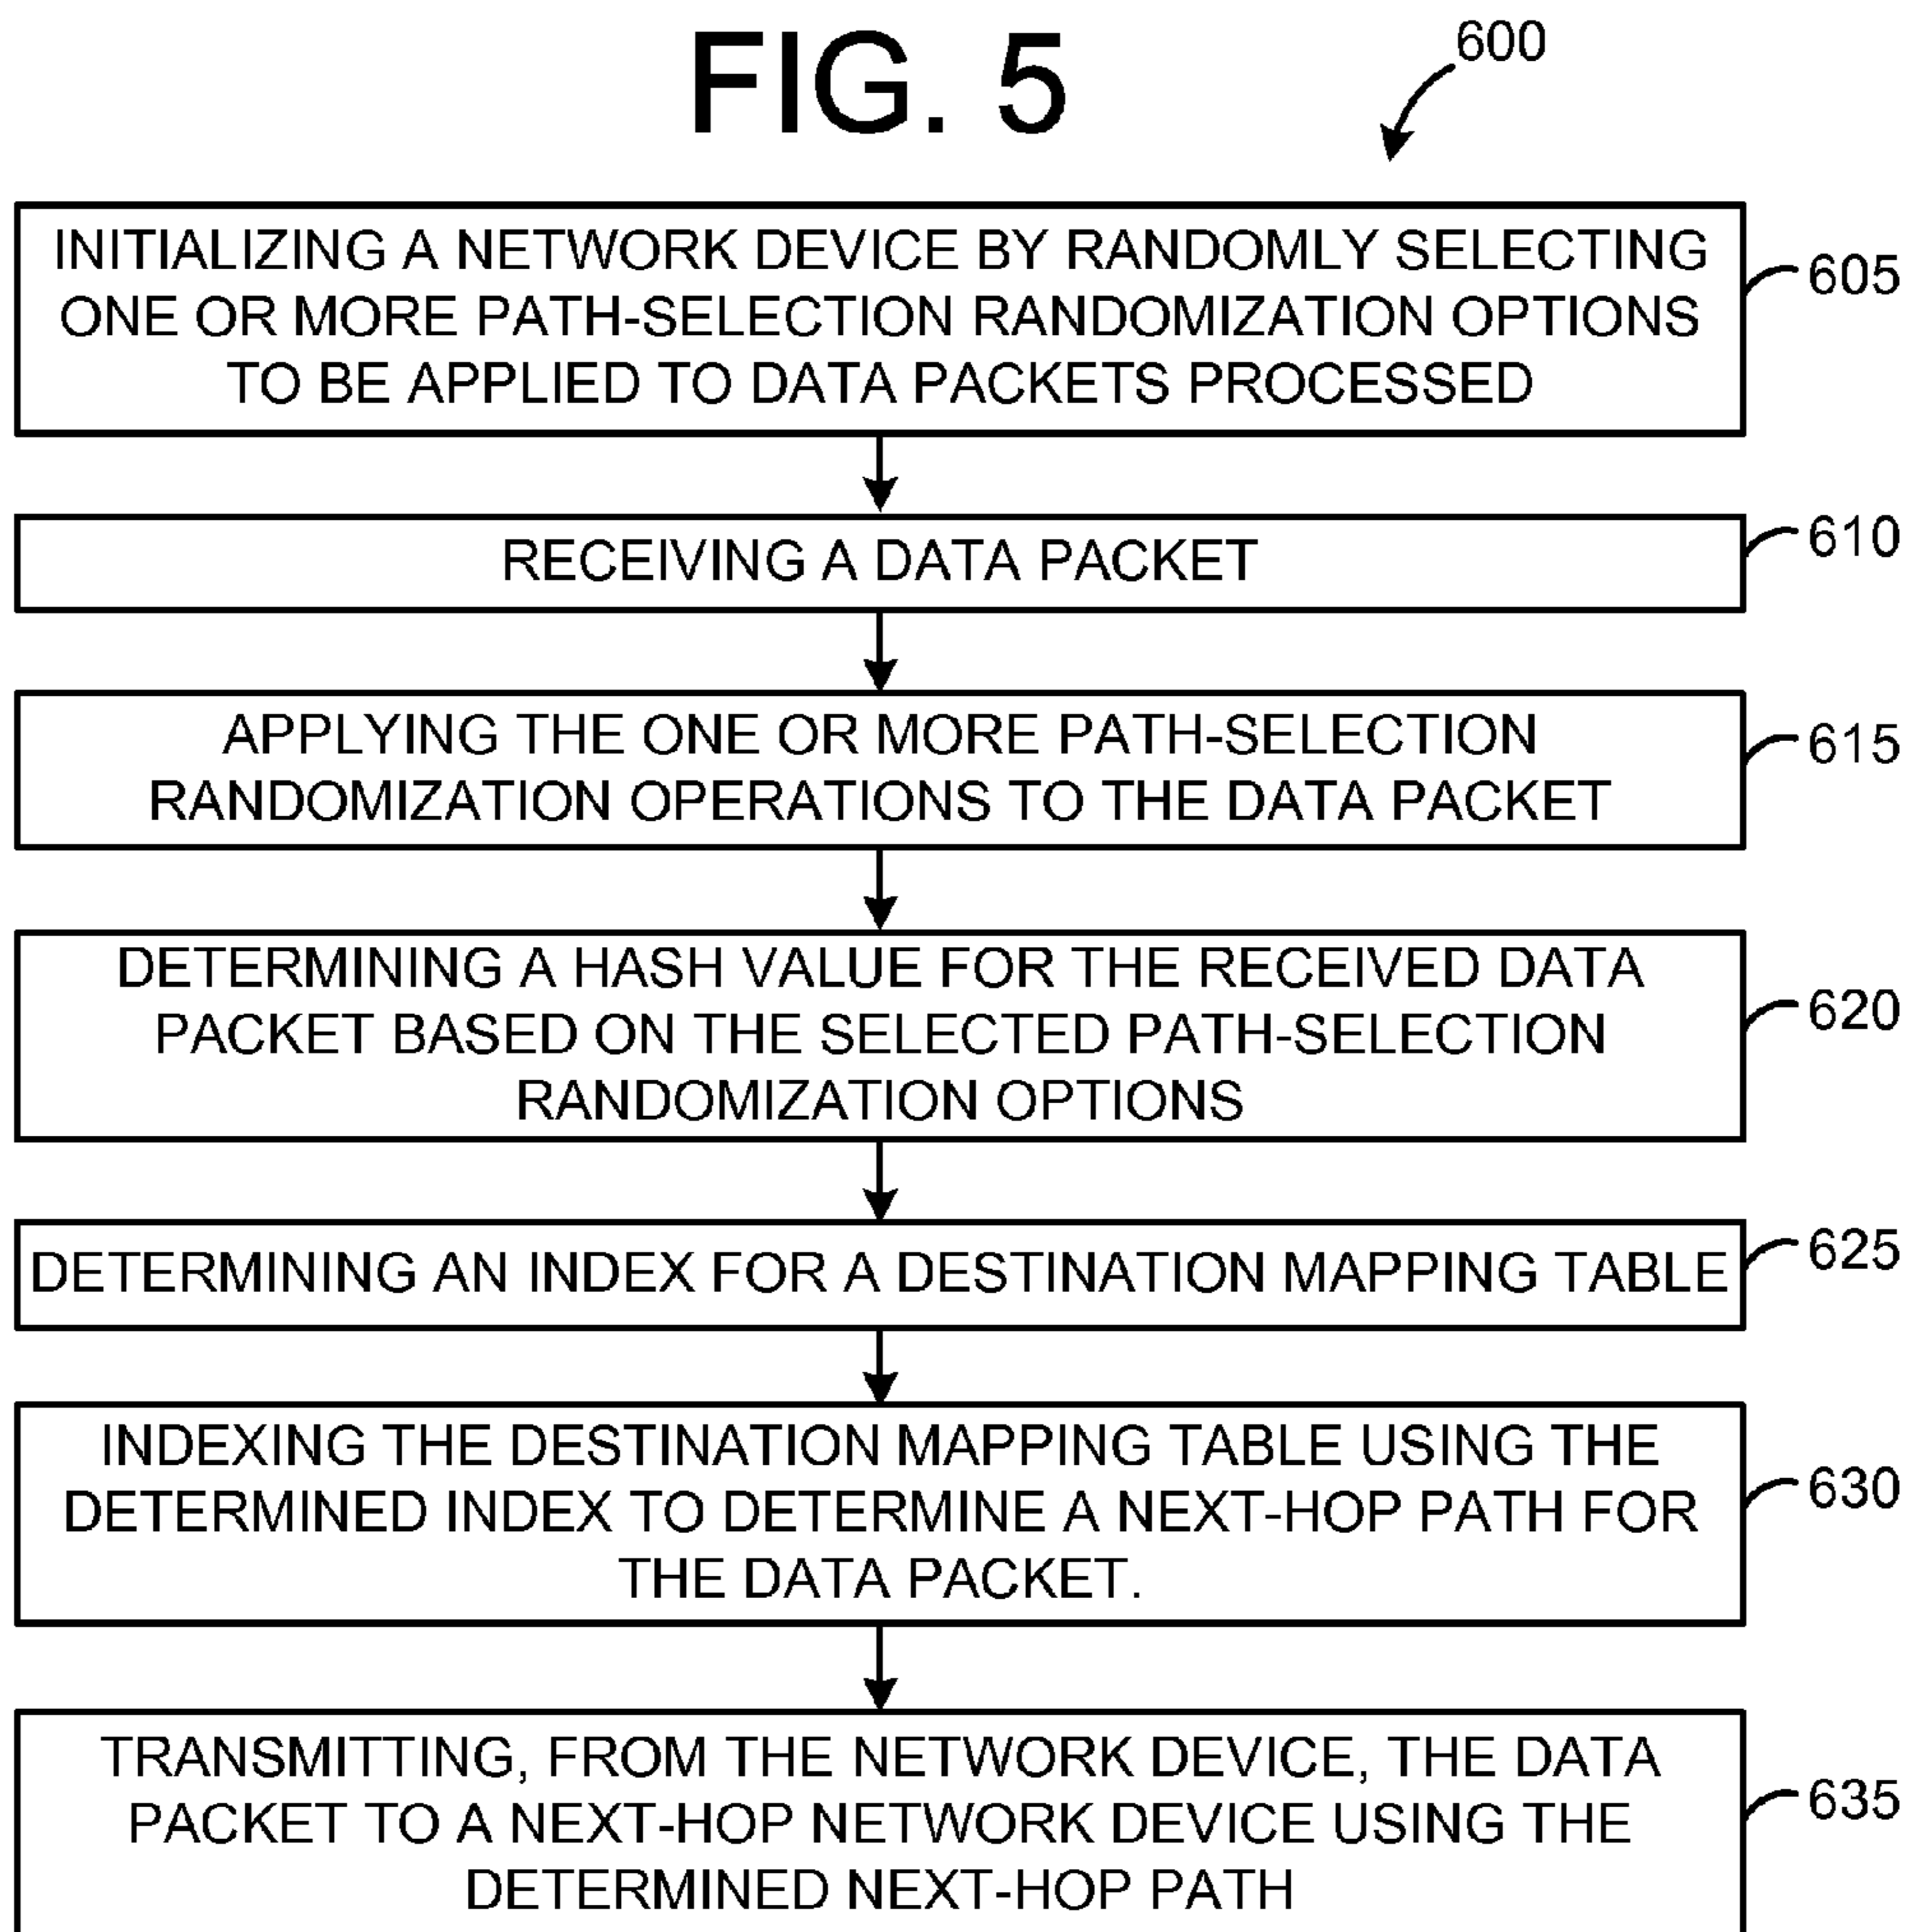 FIG. 5
600
INITIALIZING A NETWORK DEVICE BY RANDOMLY SELECTING
ONE OR MORE PATH-SELECTION RANDOMIZATION OPTIONS
TO BE APPLIED TO DATA PACKETS PROCESSED
605
RECEIVING A DATA PACKET
610
APPLYING THE ONE OR MORE PATH-SELECTION
RANDOMIZATION OPERATIONS TO THE DATA PACKET
615
DETERMINING A HASH VALUE FOR THE RECEIVED DATA
PACKET BASED ON THE SELECTED PATH-SELECTION
RANDOMIZATION OPTIONS
620
DETERMINING AN INDEX FOR A DESTINATION MAPPING TABLE
625
INDEXING THE DESTINATION MAPPING TABLE USING THE
DETERMINED INDEX TO DETERMINE A NEXT-HOP PATH FOR
THE DATA PACKET.
630
TRANSMITTING, FROM THE NETWORK DEVICE, THE DATA
PACKET TO A NEXT-HOP NETWORK DEVICE USING THE
DETERMINED NEXT-HOP PATH
635